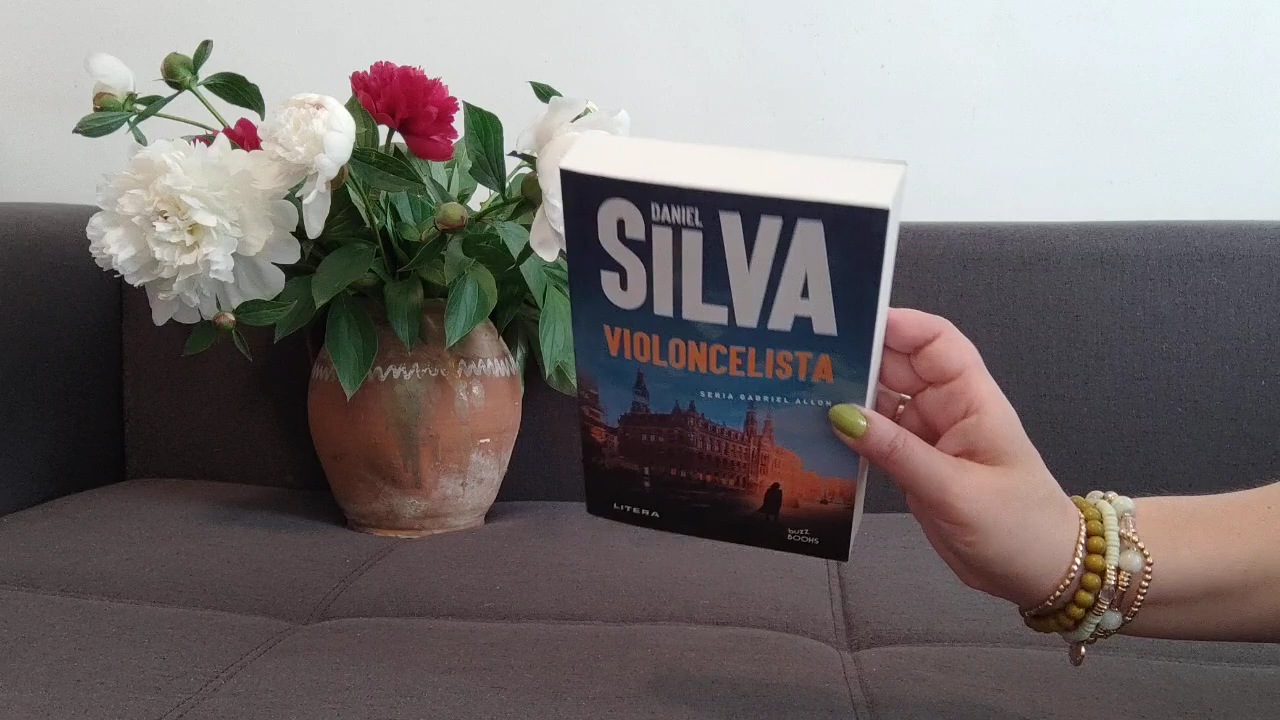 DANIEL
SILVA
VIOLONCELISTA
SERIA GABRIEL ALLON
LITERA
buzz
BOOKS